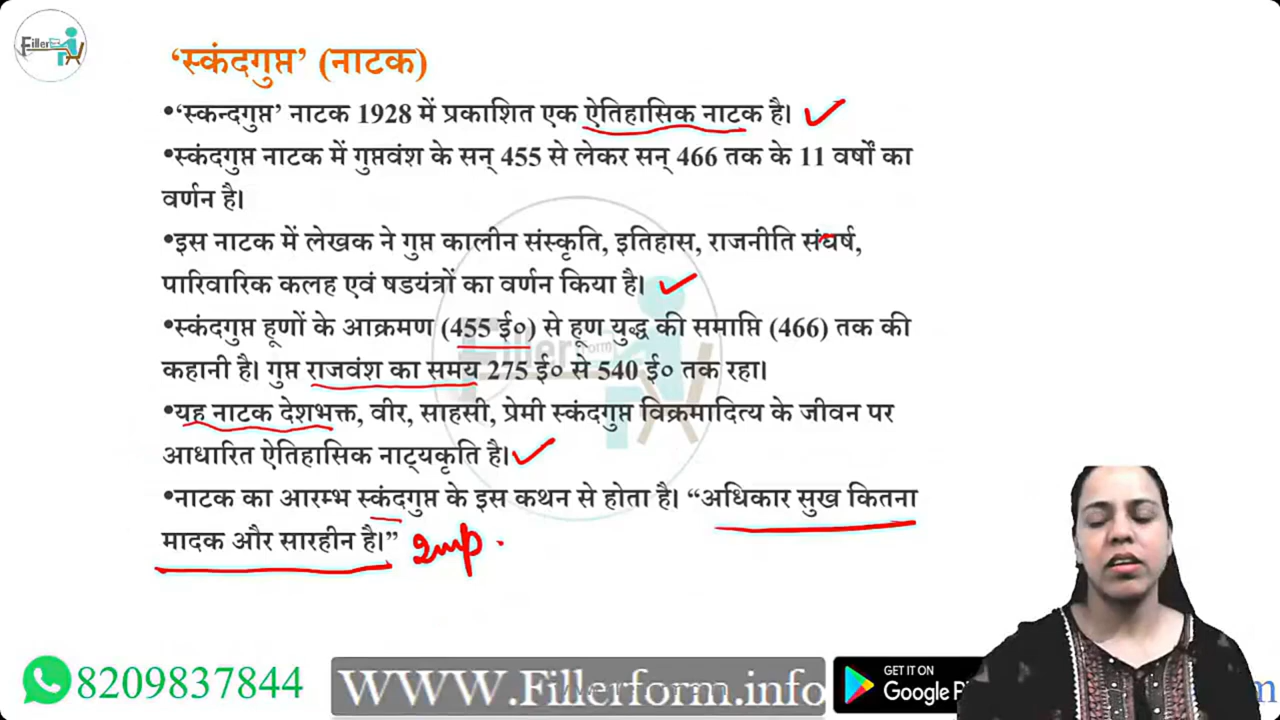 Fillerform
'स्कंदगुप्त' (नाटक)
•'स्कन्दगुप्त' नाटक 1928 में प्रकाशित एक ऐतिहासिक नाटक है।
•स्कंदगुप्त नाटक में गुप्तवंश के सन् 455 से लेकर सन् 466 तक के 11 वर्षों का
वर्णन है।
•इस नाटक में लेखक ने गुप्त कालीन संस्कृति, इतिहास, राजनीति संघर्ष,
पारिवारिक कलह एवं षडयंत्रों का वर्णन किया है।
•स्कंदगुप्त हूणों के आक्रमण (455 ई०) से हूण युद्ध की समाप्ति (466) तक की
कहानी है। गुप्त राजवंश का समय 275 ई० से 540 ई० तक रहा।
•यह नाटक देशभक्त, वीर, साहसी, प्रेमी स्कंदगुप्त विक्रमादित्य के जीवन पर
आधारित ऐतिहासिक नाट्यकृति है।
•नाटक का आरम्भ स्कंदगुप्त के इस कथन से होता है। “अधिकार सुख कितना
मादक और सारहीन है।” Imp.
8209837844
WWW.Fillerform.info
GET IT ON
Google